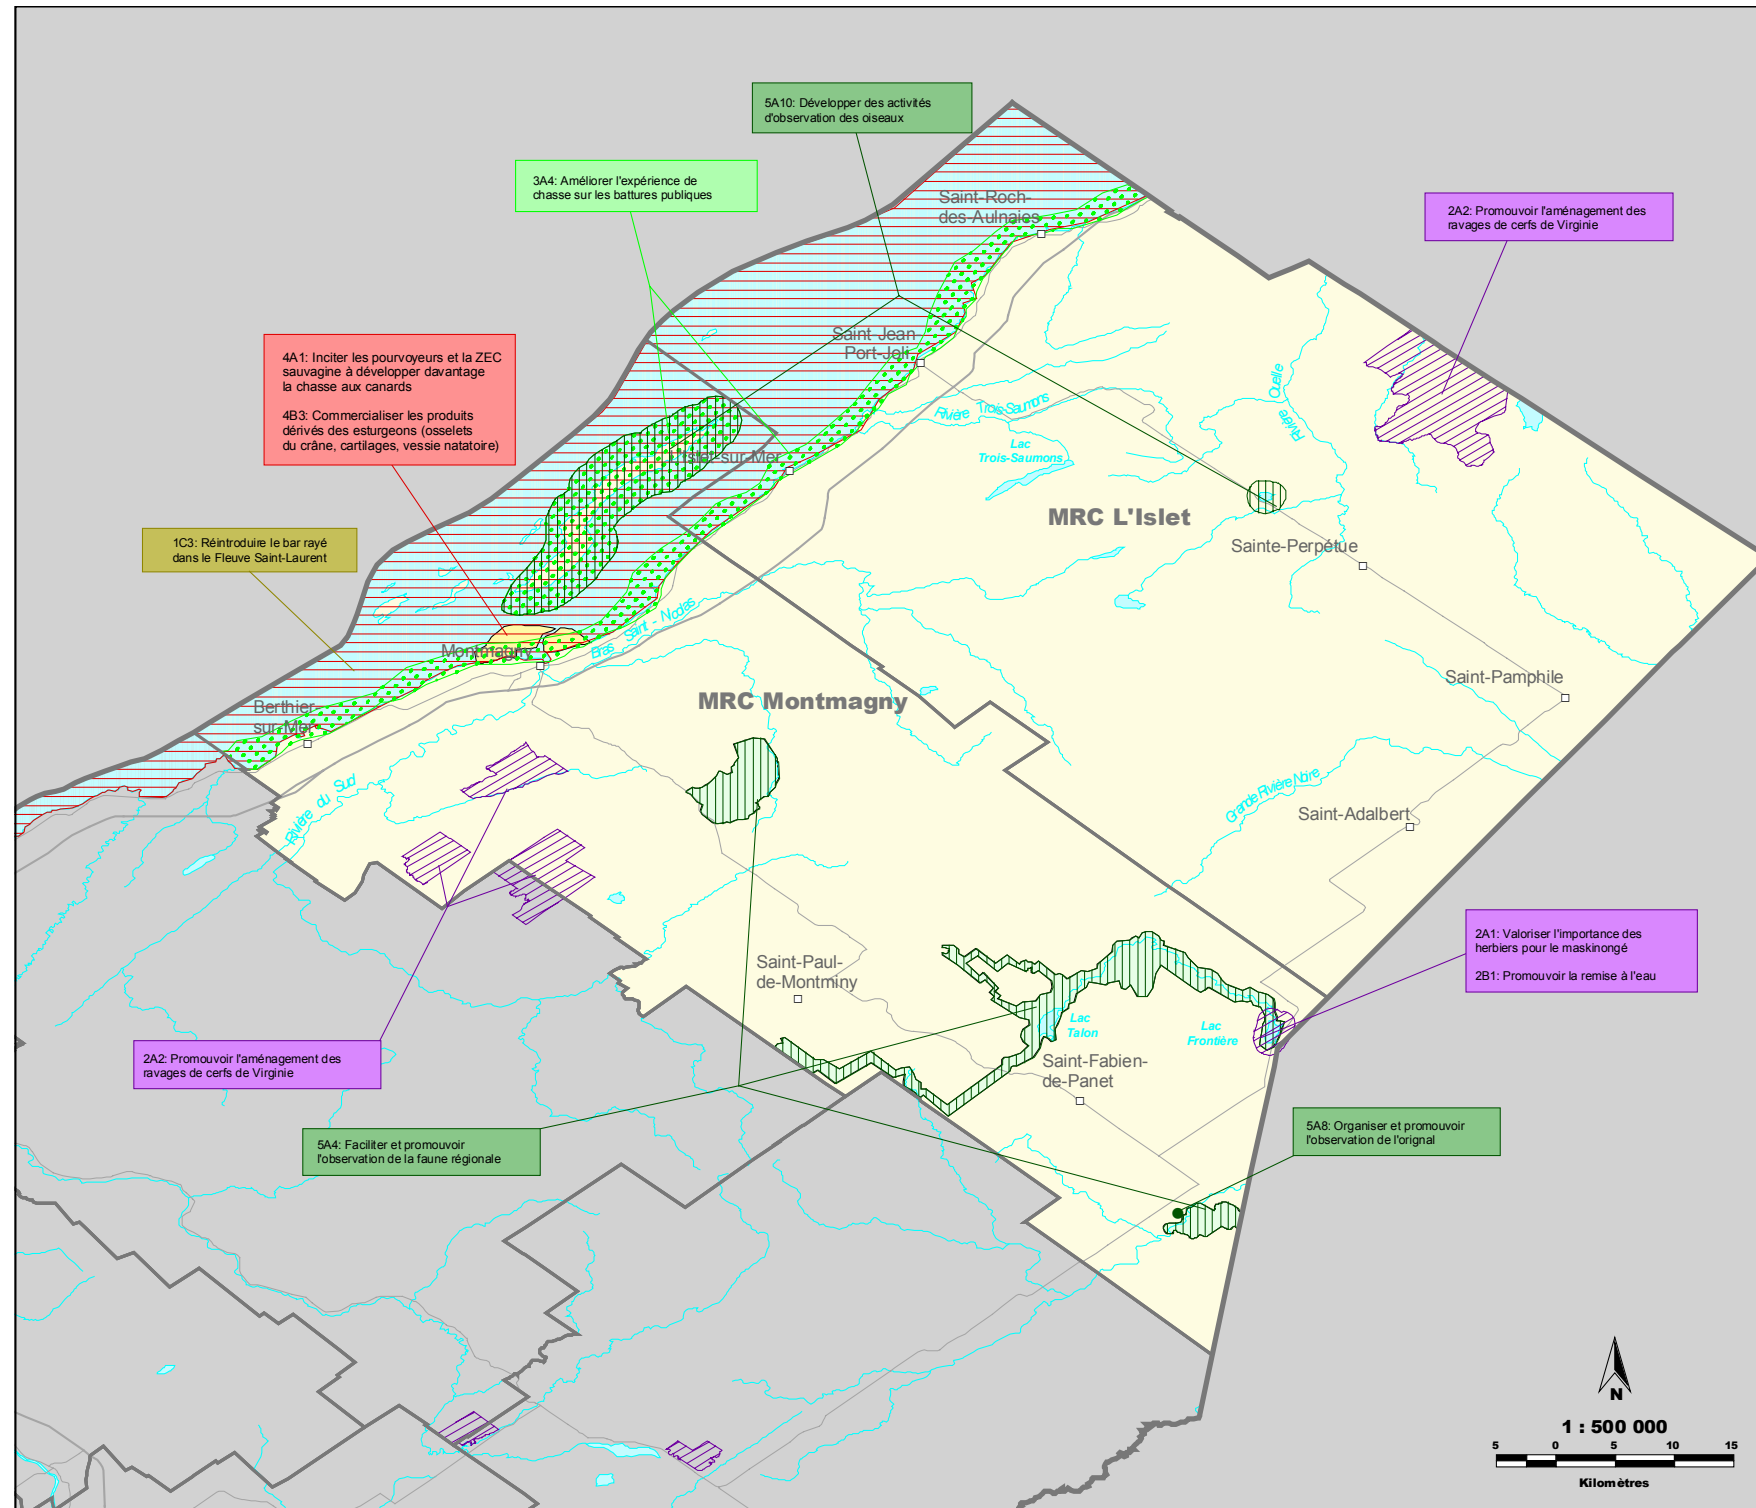 5A10: Développer des activités
d'observation des oiseaux
3A4: Améliorer l'expérience de
chasse sur les battures publiques
2A2: Promouvoir l'aménagement des
ravages de cerfs de Virginie
4A1: Inciter les pourvoyeurs et la ZEC
sauvagine à développer davantage
la chasse aux canards
4B3: Commercialiser les produits
dérivés des esturgeons (osselets
du crâne, cartilages, vessie natatoire)
1C3: Réintroduire le bar rayé
dans le Fleuve Saint-Laurent
Saint-Roch-
des-Aulnaies
Saint-Jean
Port-Joli
Rivière Trois-Saumons
Lac
Trois-Saumons
Rivière Ouelle
L'Islet-sur-Mer
MRC L'Islet
Sainte-Perpétue
Bras Saint - Nicolas
Montmagny
MRC Montmagny
Saint-Pamphile
Berthier-
sur-Mer
Rivière du Sud
Grande Rivière Noire
Saint-Adalbert
Saint-Paul-
de-Montminy
2A1: Valoriser l'importance des
herbiers pour le maskinongé
2B1: Promouvoir la remise à l'eau
Lac
Talon
Lac
Frontière
Saint-Fabien-
de-Panet
2A2: Promouvoir l'aménagement des
ravages de cerfs de Virginie
5A4: Faciliter et promouvoir
l'observation de la faune régionale
5A8: Organiser et promouvoir
l'observation de l'orignal
N
1 : 500 000
5 0 5 10 15
Kilomètres